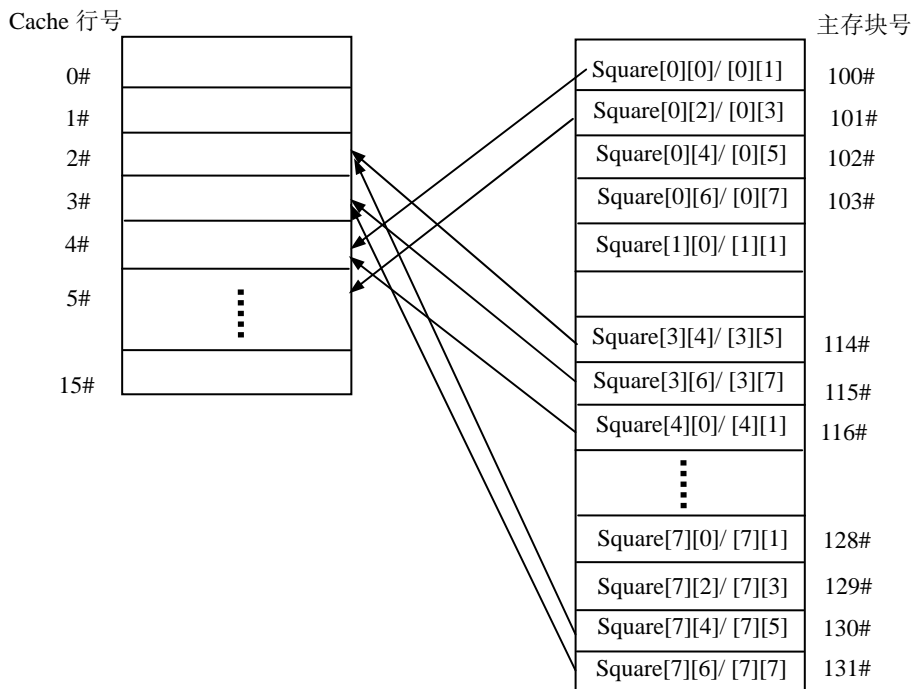 Cache 行号
0#
1#
2#
3#
4#
5#
15#
主存块号
Square[0][0]/ [0][1] 100#
Square[0][2]/ [0][3] 101#
Square[0][4]/ [0][5] 102#
Square[0][6]/ [0][7] 103#
Square[1][0]/ [1][1]
Square[3][4]/ [3][5] 114#
Square[3][6]/ [3][7] 115#
Square[4][0]/ [4][1] 116#
Square[7][0]/ [7][1] 128#
Square[7][2]/ [7][3] 129#
Square[7][4]/ [7][5] 130#
Square[7][6]/ [7][7] 131#